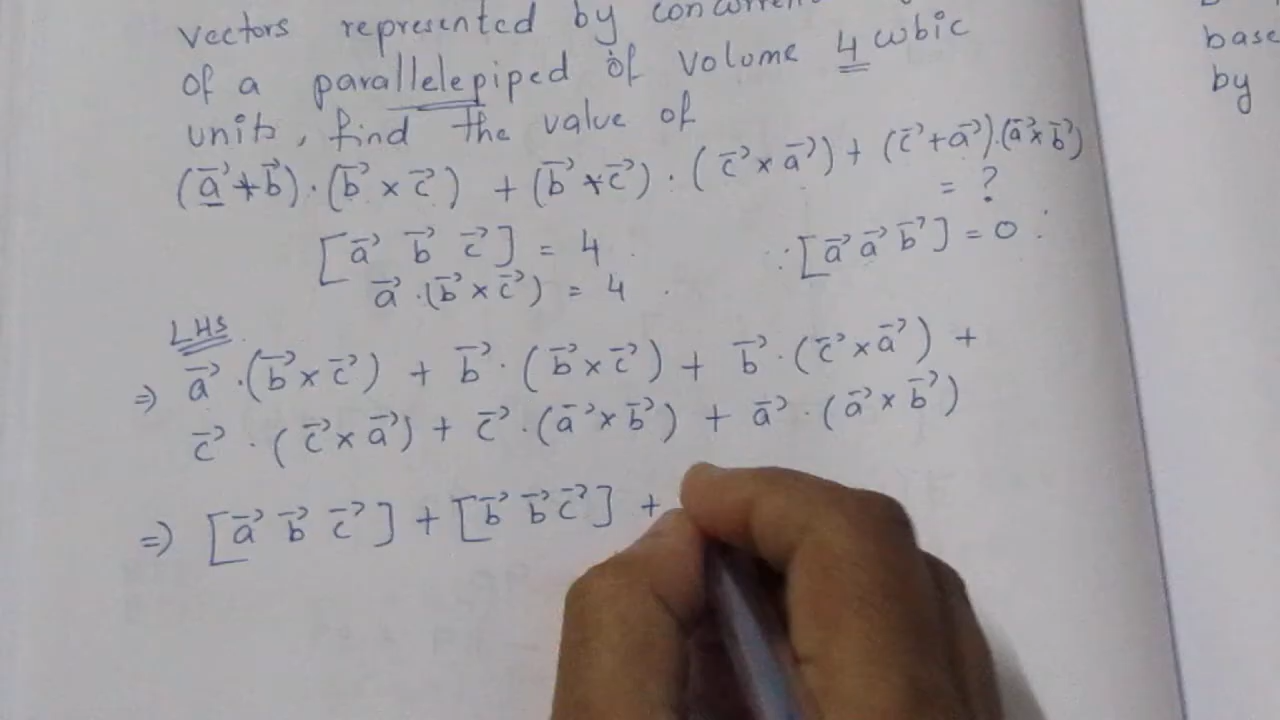 vectors represented by concurrent
of a parallelepiped of volume 4 cubic
units, find the value of
(a⃗ + b⃗) · (b⃗ × c⃗) + (b⃗ + c⃗) · (c⃗ × a⃗) + (c⃗ + a⃗) · (a⃗ × b⃗)
= ?
[a⃗ b⃗ c⃗] = 4 .
∴ [a⃗ a⃗ b⃗] = 0 :
a⃗ · (b⃗ × c⃗) = 4 .
LHS
⇒ a⃗ · (b⃗ × c⃗) + b⃗ · (b⃗ × c⃗) + b⃗ · (c⃗ × a⃗) +
c⃗ · (c⃗ × a⃗) + c⃗ · (a⃗ × b⃗) + a⃗ · (a⃗ × b⃗)
⇒ [a⃗ b⃗ c⃗] + [b⃗ b⃗ c⃗] +
base
by